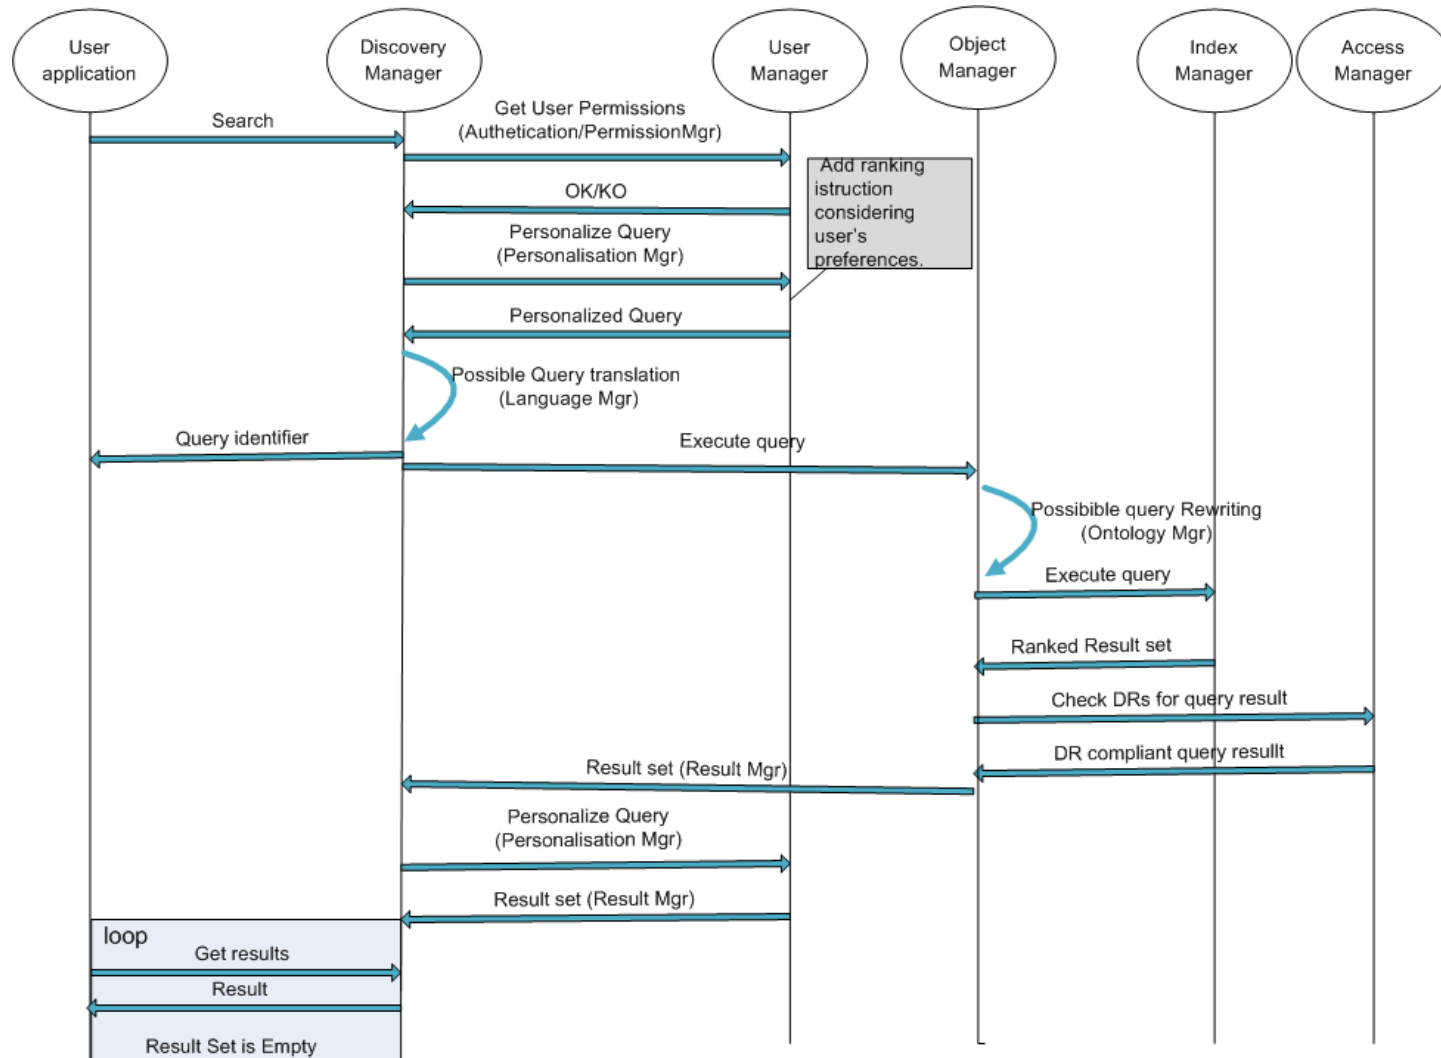 User
application
Discovery
Manager
User
Manager
Object
Manager
Index
Manager
Access
Manager
Search
Get User Permissions
(Authetication/PermissionMgr)
Add ranking
istruction
considering
user's
preferences.
OK/KO
Personalize Query
(Personalisation Mgr)
Personalized Query
Possible Query translation
(Language Mgr)
Query identifier
Execute query
Possibible query Rewriting
(Ontology Mgr)
Execute query
Ranked Result set
Check DRs for query result
DR compliant query resullt
Result set (Result Mgr)
Personalize Query
(Personalisation Mgr)
Result set (Result Mgr)
loop
Get results
Result
Result Set is Empty